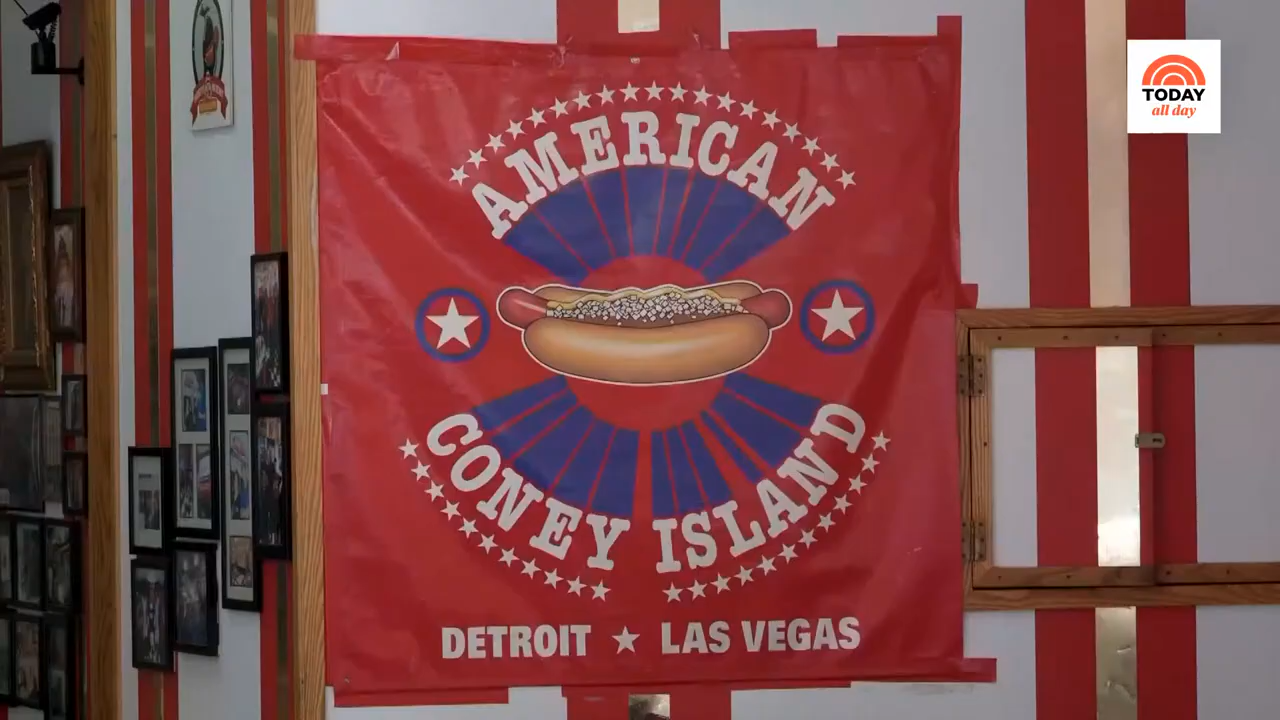 TODAY
all day
AMERICAN
CONEY ISLAND
DETROIT ★ LAS VEGAS